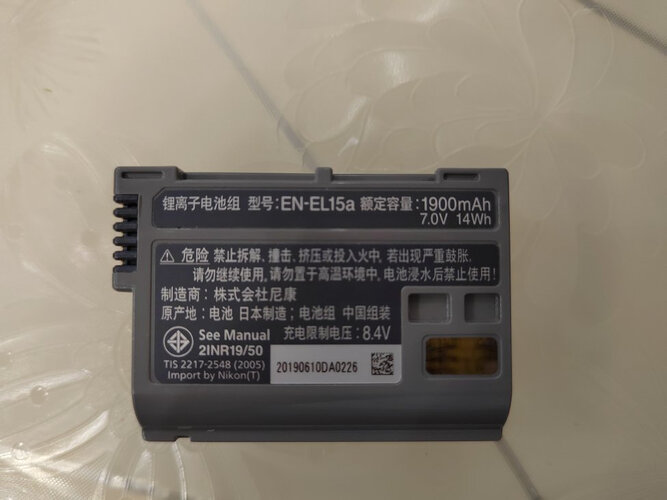 锂离子电池组 型号:EN-EL15a 额定容量:1900mAh
7.0V 14Wh
危险 禁止拆解、撞击、挤压或投入火中, 若出现严重鼓胀,
请勿继续使用, 请勿置于高温环境中, 电池浸水后禁止使用!
制造商: 株式会社尼康
原产地: 电池 日本制造; 电池组 中国组装
See Manual 充电限制电压: 8.4V
2INR19/50
TIS 2217-2548 (2005)
Import by Nikon(T)
20190610DA0226